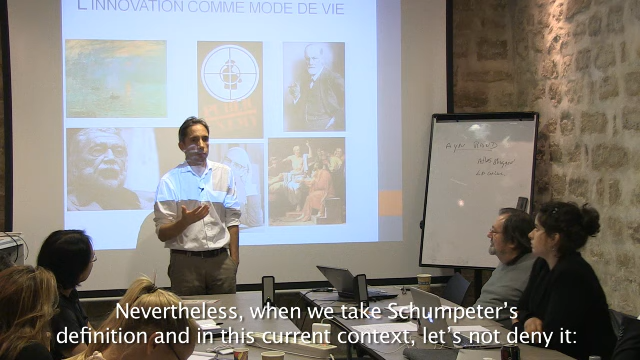 L'INNOVATION COMME MODE DE VIE
Nevertheless, when we take Schumpeter's
definition and in this current context, let's not deny it: